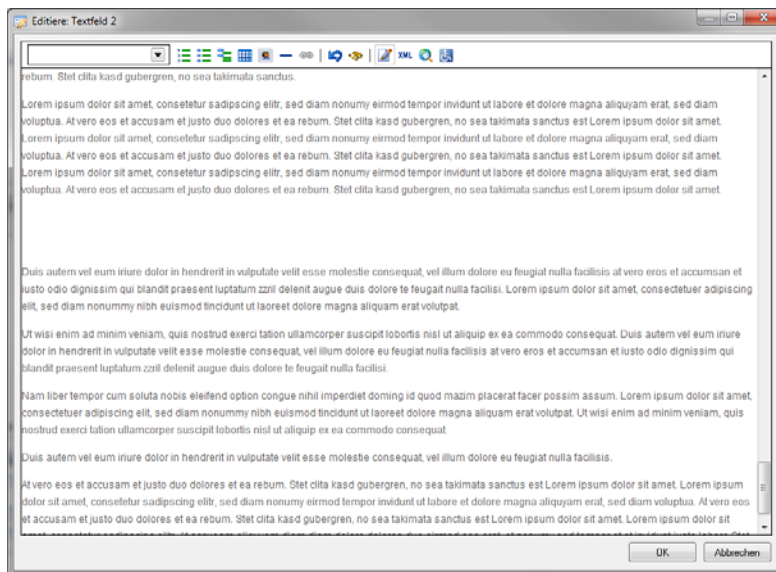 Editiere: Textfeld 2
XML
rebum. Stet clita kasd gubergren, no sea takimata sanctus.
Lorem ipsum dolor sit amet, consetetur sadipscing elitr, sed diam nonumy eirmod tempor invidunt ut labore et dolore magna aliquyam erat, sed diam
voluptua. At vero eos et accusam et justo duo dolores et ea rebum. Stet clita kasd gubergren, no sea takimata sanctus est Lorem ipsum dolor sit amet.
Lorem ipsum dolor sit amet, consetetur sadipscing elitr, sed diam nonumy eirmod tempor invidunt ut labore et dolore magna aliquyam erat, sed diam
voluptua. At vero eos et accusam et justo duo dolores et ea rebum. Stet clita kasd gubergren, no sea takimata sanctus est Lorem ipsum dolor sit amet.
Lorem ipsum dolor sit amet, consetetur sadipscing elitr, sed diam nonumy eirmod tempor invidunt ut labore et dolore magna aliquyam erat, sed diam
voluptua. At vero eos et accusam et justo duo dolores et ea rebum. Stet clita kasd gubergren, no sea takimata sanctus est Lorem ipsum dolor sit amet.
Duis autem vel eum iriure dolor in hendrerit in vulputate velit esse molestie consequat, vel illum dolore eu feugiat nulla facilisis at vero eros et accumsan et
iusto odio dignissim qui blandit praesent luptatum zzril delenit augue duis dolore te feugait nulla facilisi. Lorem ipsum dolor sit amet, consectetuer adipiscing
elit, sed diam nonummy nibh euismod tincidunt ut laoreet dolore magna aliquam erat volutpat.
Ut wisi enim ad minim veniam, quis nostrud exerci tation ullamcorper suscipit lobortis nisl ut aliquip ex ea commodo consequat. Duis autem vel eum iriure
dolor in hendrerit in vulputate velit esse molestie consequat, vel illum dolore eu feugiat nulla facilisis at vero eros et accumsan et iusto odio dignissim qui
blandit praesent luptatum zzril delenit augue duis dolore te feugait nulla facilisi.
Nam liber tempor cum soluta nobis eleifend option congue nihil imperdiet doming id quod mazim placerat facer possim assum. Lorem ipsum dolor sit amet,
consectetuer adipiscing elit, sed diam nonummy nibh euismod tincidunt ut laoreet dolore magna aliquam erat volutpat. Ut wisi enim ad minim veniam, quis
nostrud exerci tation ullamcorper suscipit lobortis nisl ut aliquip ex ea commodo consequat.
Duis autem vel eum iriure dolor in hendrerit in vulputate velit esse molestie consequat, vel illum dolore eu feugiat nulla facilisis.
At vero eos et accusam et justo duo dolores et ea rebum. Stet clita kasd gubergren, no sea takimata sanctus est Lorem ipsum dolor sit amet. Lorem ipsum
dolor sit amet, consetetur sadipscing elitr, sed diam nonumy eirmod tempor invidunt ut labore et dolore magna aliquyam erat, sed diam voluptua. At vero eos
et accusam et justo duo dolores et ea rebum. Stet clita kasd gubergren, no sea takimata sanctus est Lorem ipsum dolor sit amet. Lorem ipsum dolor sit
OK Abbrechen